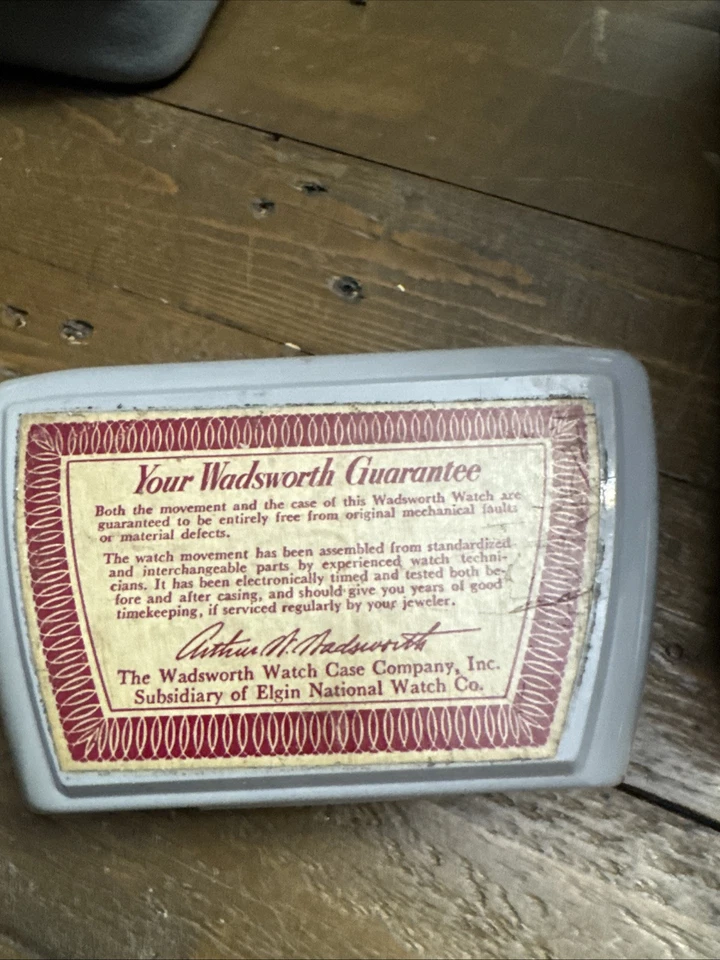 Your Wadsworth Guarantee
Both the movement and the case of this Wadsworth Watch are
guaranteed to be entirely free from original mechanical faults
or material defects.
The watch movement has been assembled from standardized
and interchangeable parts by experienced watch techni-
cians. It has been electronically timed and tested both be-
fore and after casing, and should give you years of good
timekeeping, if serviced regularly by your jeweler.
Arthur N. Wadsworth
The Wadsworth Watch Case Company, Inc.
Subsidiary of Elgin National Watch Co.